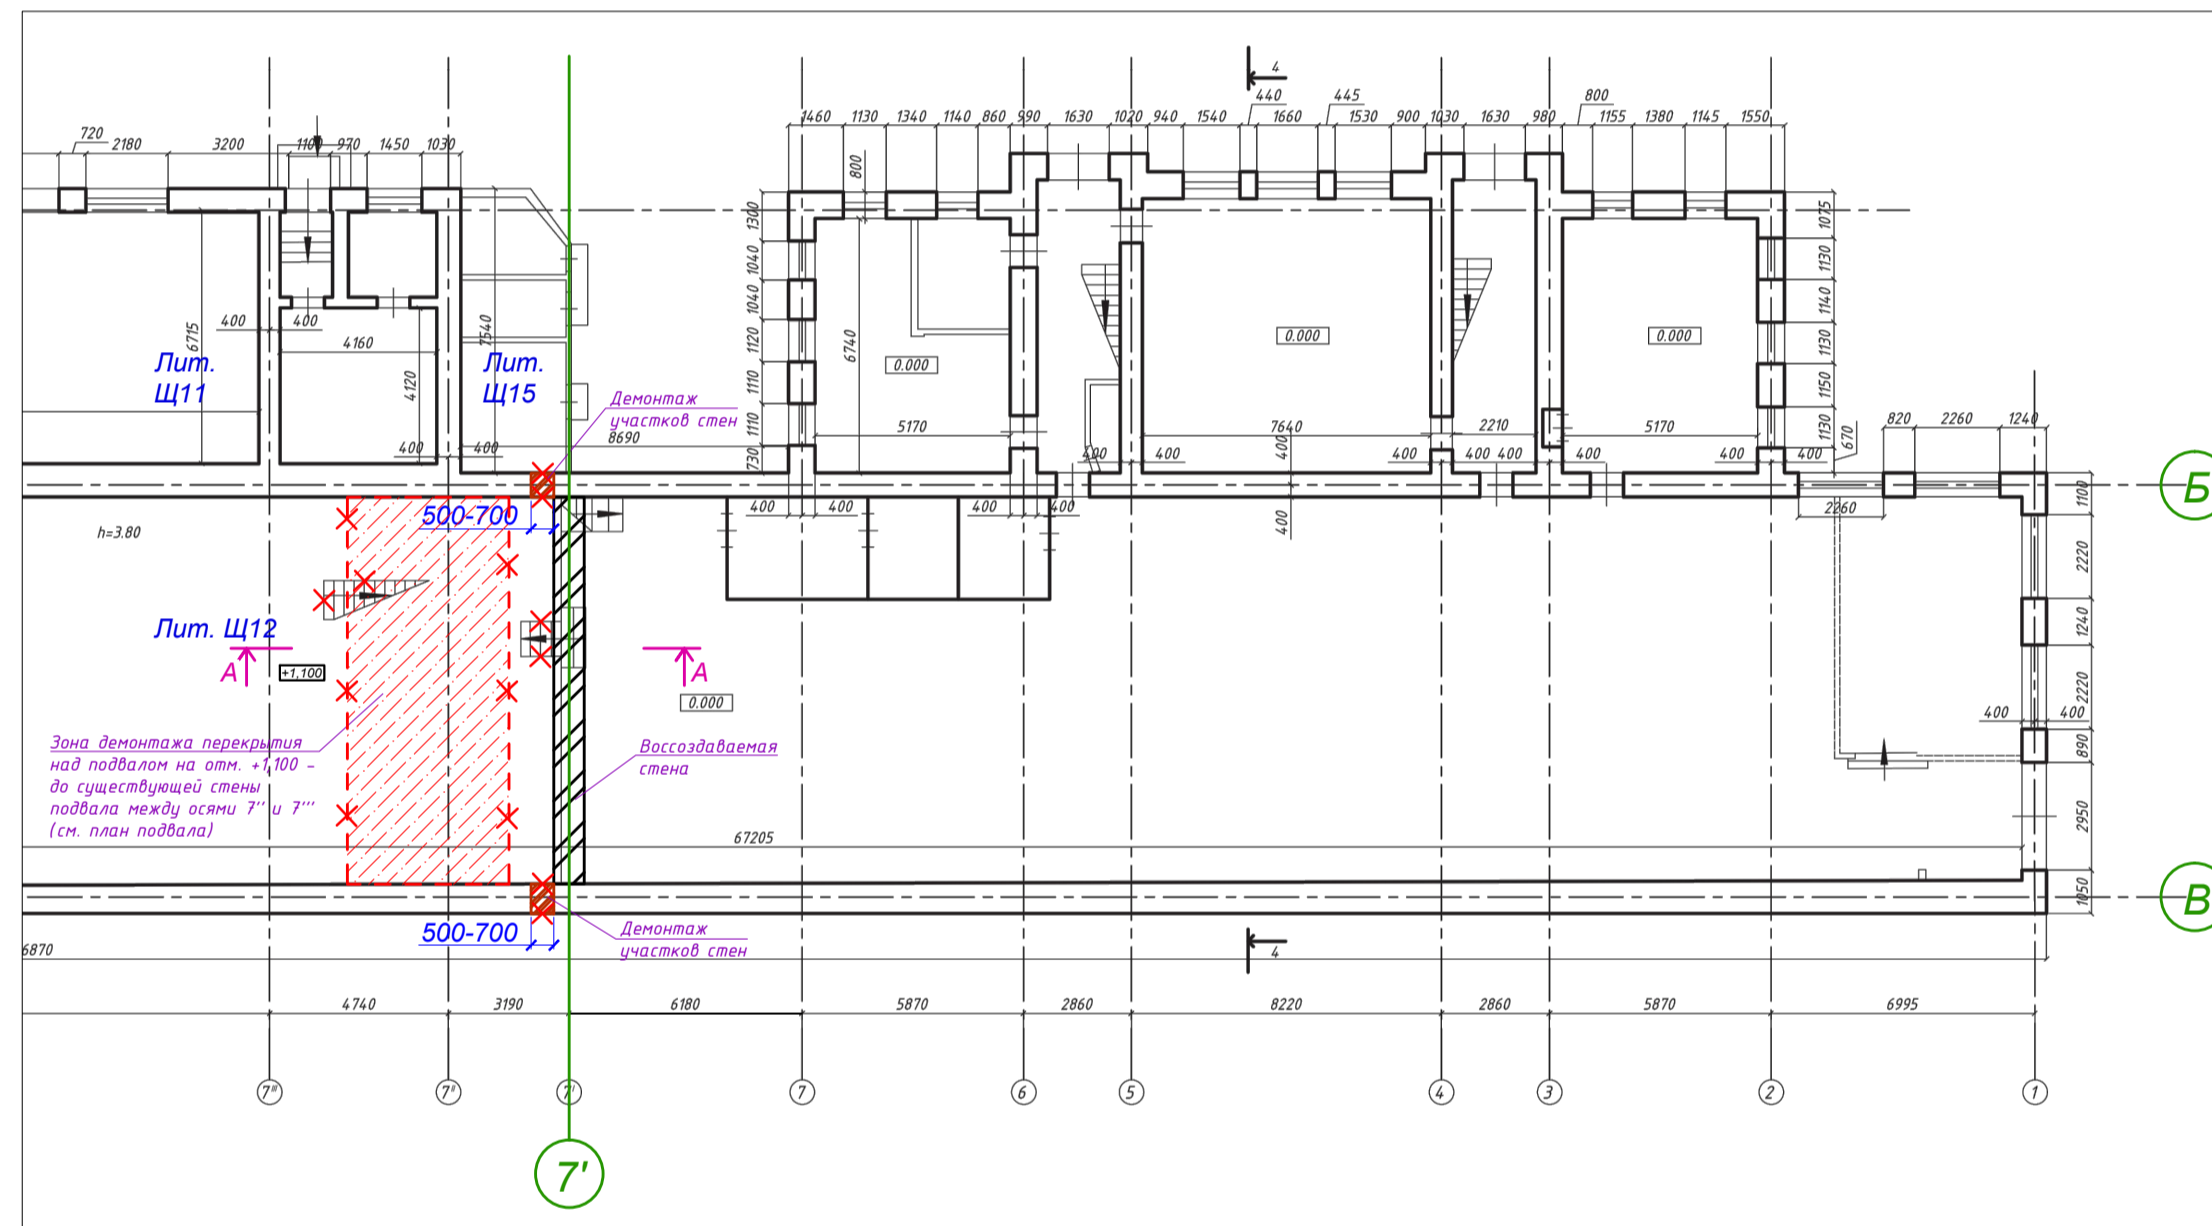 4
440
445
800
1460 1130 1340 1140 860 990 1630 1020 940 1540 1660 1530 900 1030 1630 980 1155 1380 1145 1550
720
2180 3200 1100 970 1450 1030
800
1300
1040
1040
1120
1110
1110
730
1075
1130
1140
1130
1150
1130
670
6715
400 400
4160
4120
7540
6740
0.000
0.000
0.000
Лит.
Щ11
Лит.
Щ15
Демонтаж
участков стен
8690
5170
7640
2210
5170
820 2260 1240
400 400
400 400
400
400 400 400 400
400 400
400
500-700
400 400
400 400
2260
h=3.80
Лит. Щ12
А
А
+1,100
0.000
1100
2220
1240
2220
400 400
890
2950
1050
Б
В
Зона демонтажа перекрытия
над подвалом на отм. +1,100 -
до существующей стены
подвала между осями 7'' и 7'''
(см. план подвала)
Воссоздаваемая
стена
67205
500-700
Демонтаж
участков стен
4
6870
4740 3190 6180 5870 2860 8220 2860 5870 6995
7''' 7'' 7' 7 6 5 4 3 2 1
7'